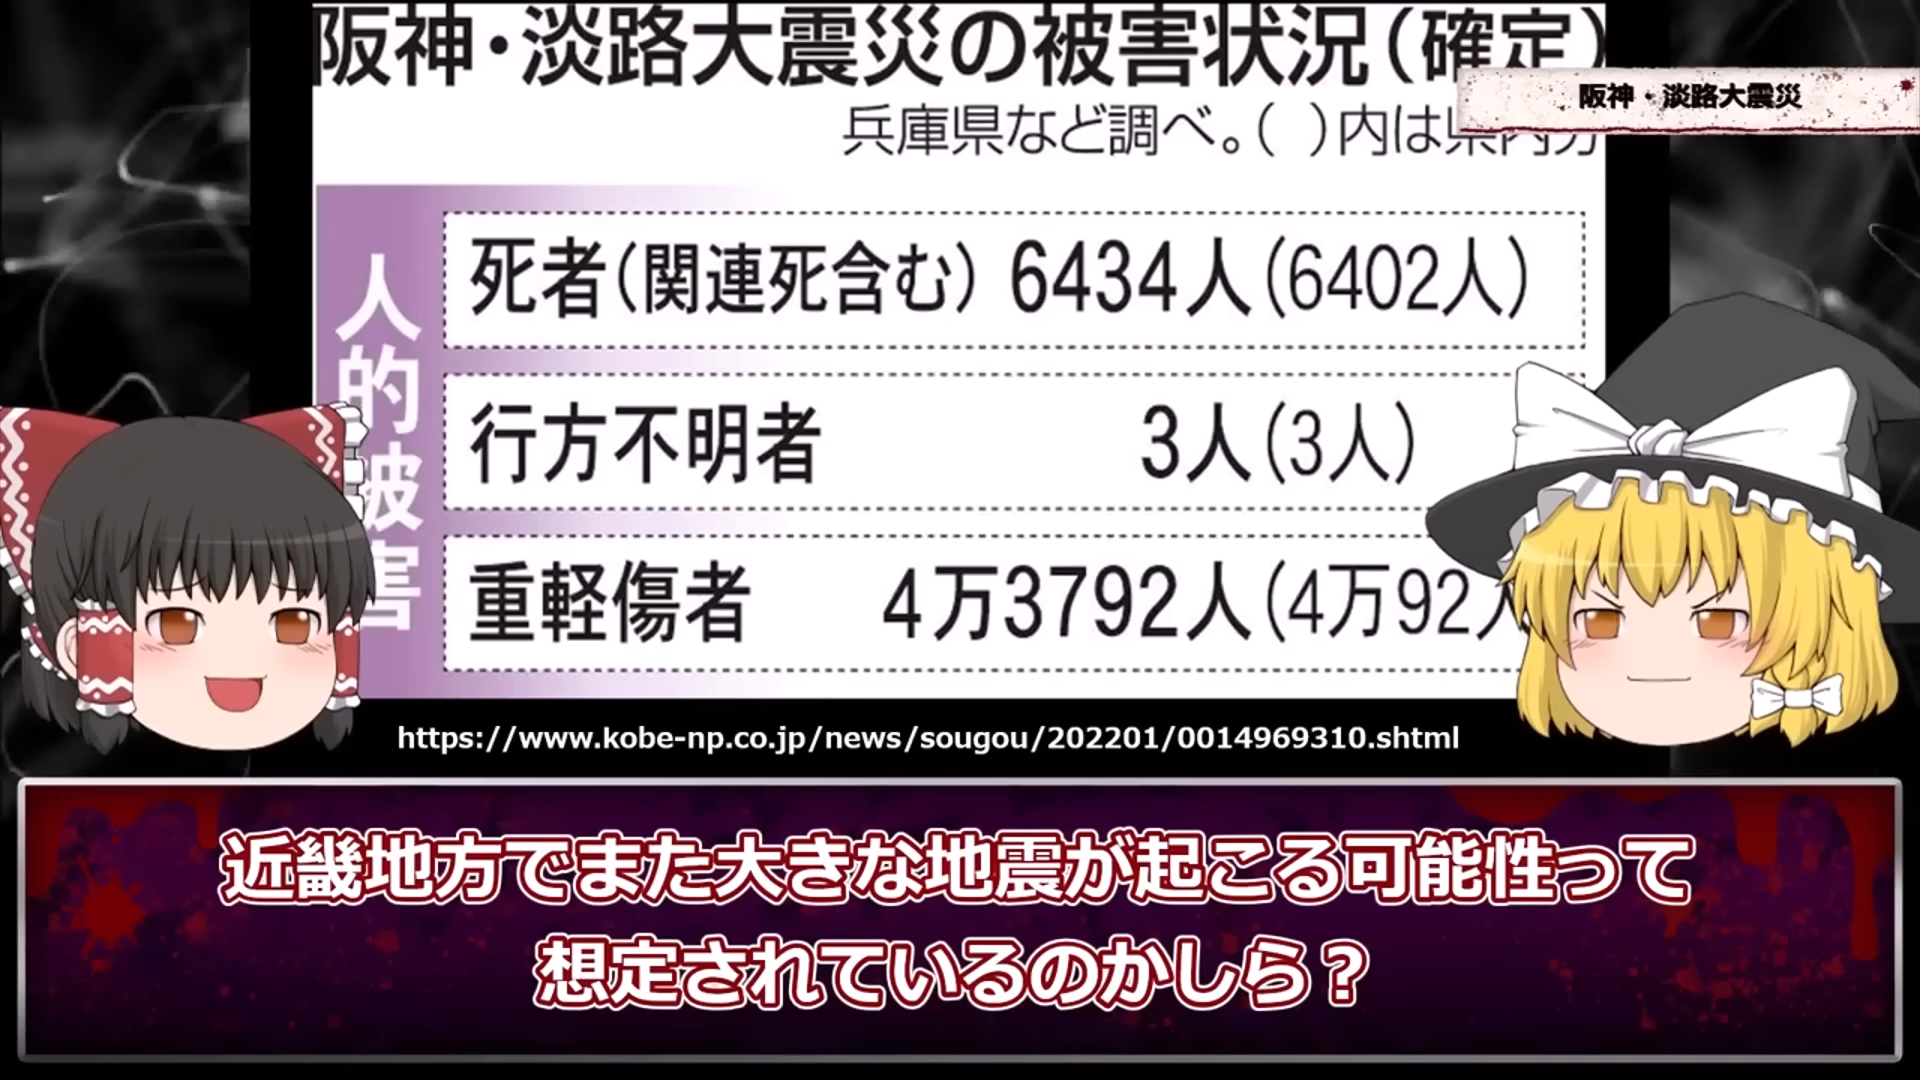 阪神・淡路大震災の被害状況（確定）
阪神・淡路大震災
兵庫県など調べ。（ ）内は県内分
人的被害
死者（関連死含む） 6434人（6402人）
行方不明者 3人（3人）
重軽傷者 4万3792人（4万92人
https://www.kobe-np.co.jp/news/sougou/202201/0014969310.shtml
近畿地方でまた大きな地震が起こる可能性って
想定されているのかしら？